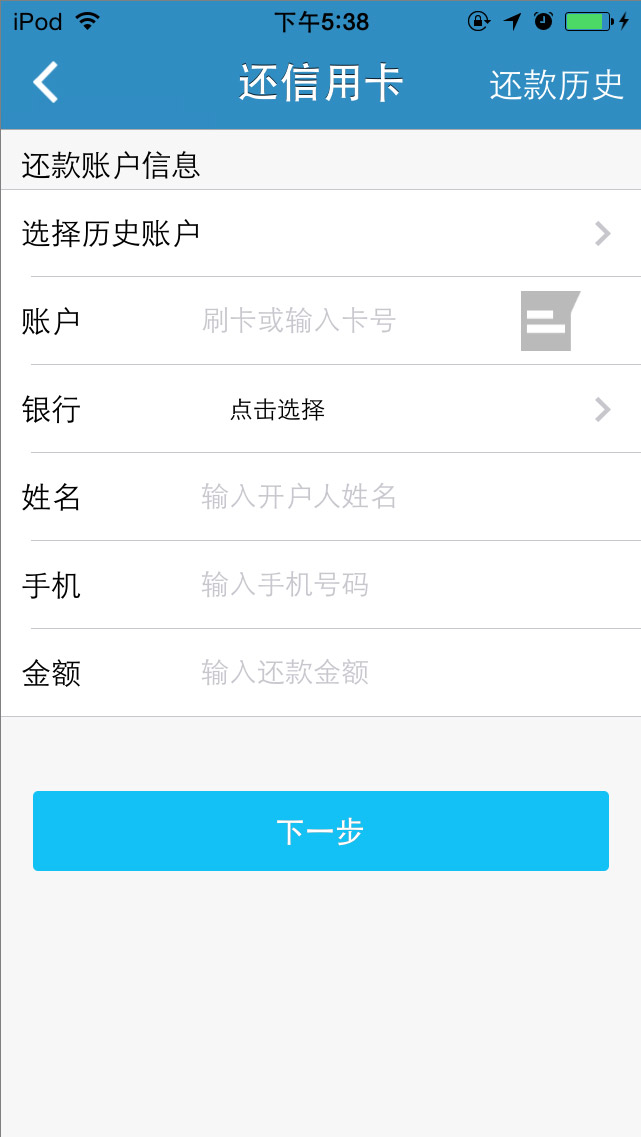 iPod 下午5:38
还信用卡 还款历史
还款账户信息
选择历史账户
账户 刷卡或输入卡号
银行 点击选择
姓名 输入开户人姓名
手机 输入手机号码
金额 输入还款金额
下一步